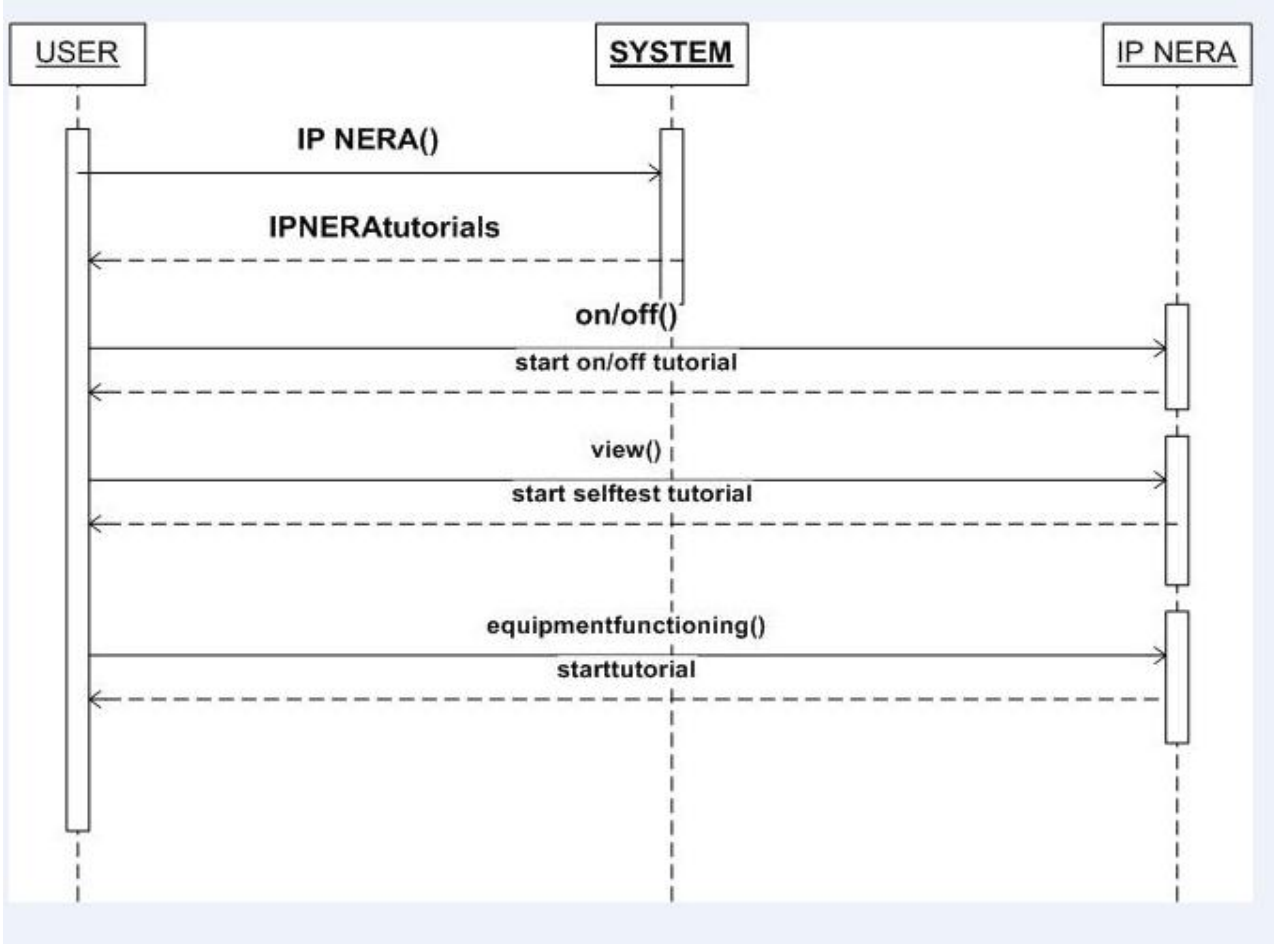 USER
SYSTEM
IP NERA
IP NERA()
IPNERAtutorials
on/off()
start on/off tutorial
view()
start selftest tutorial
equipmentfunctioning()
starttutorial